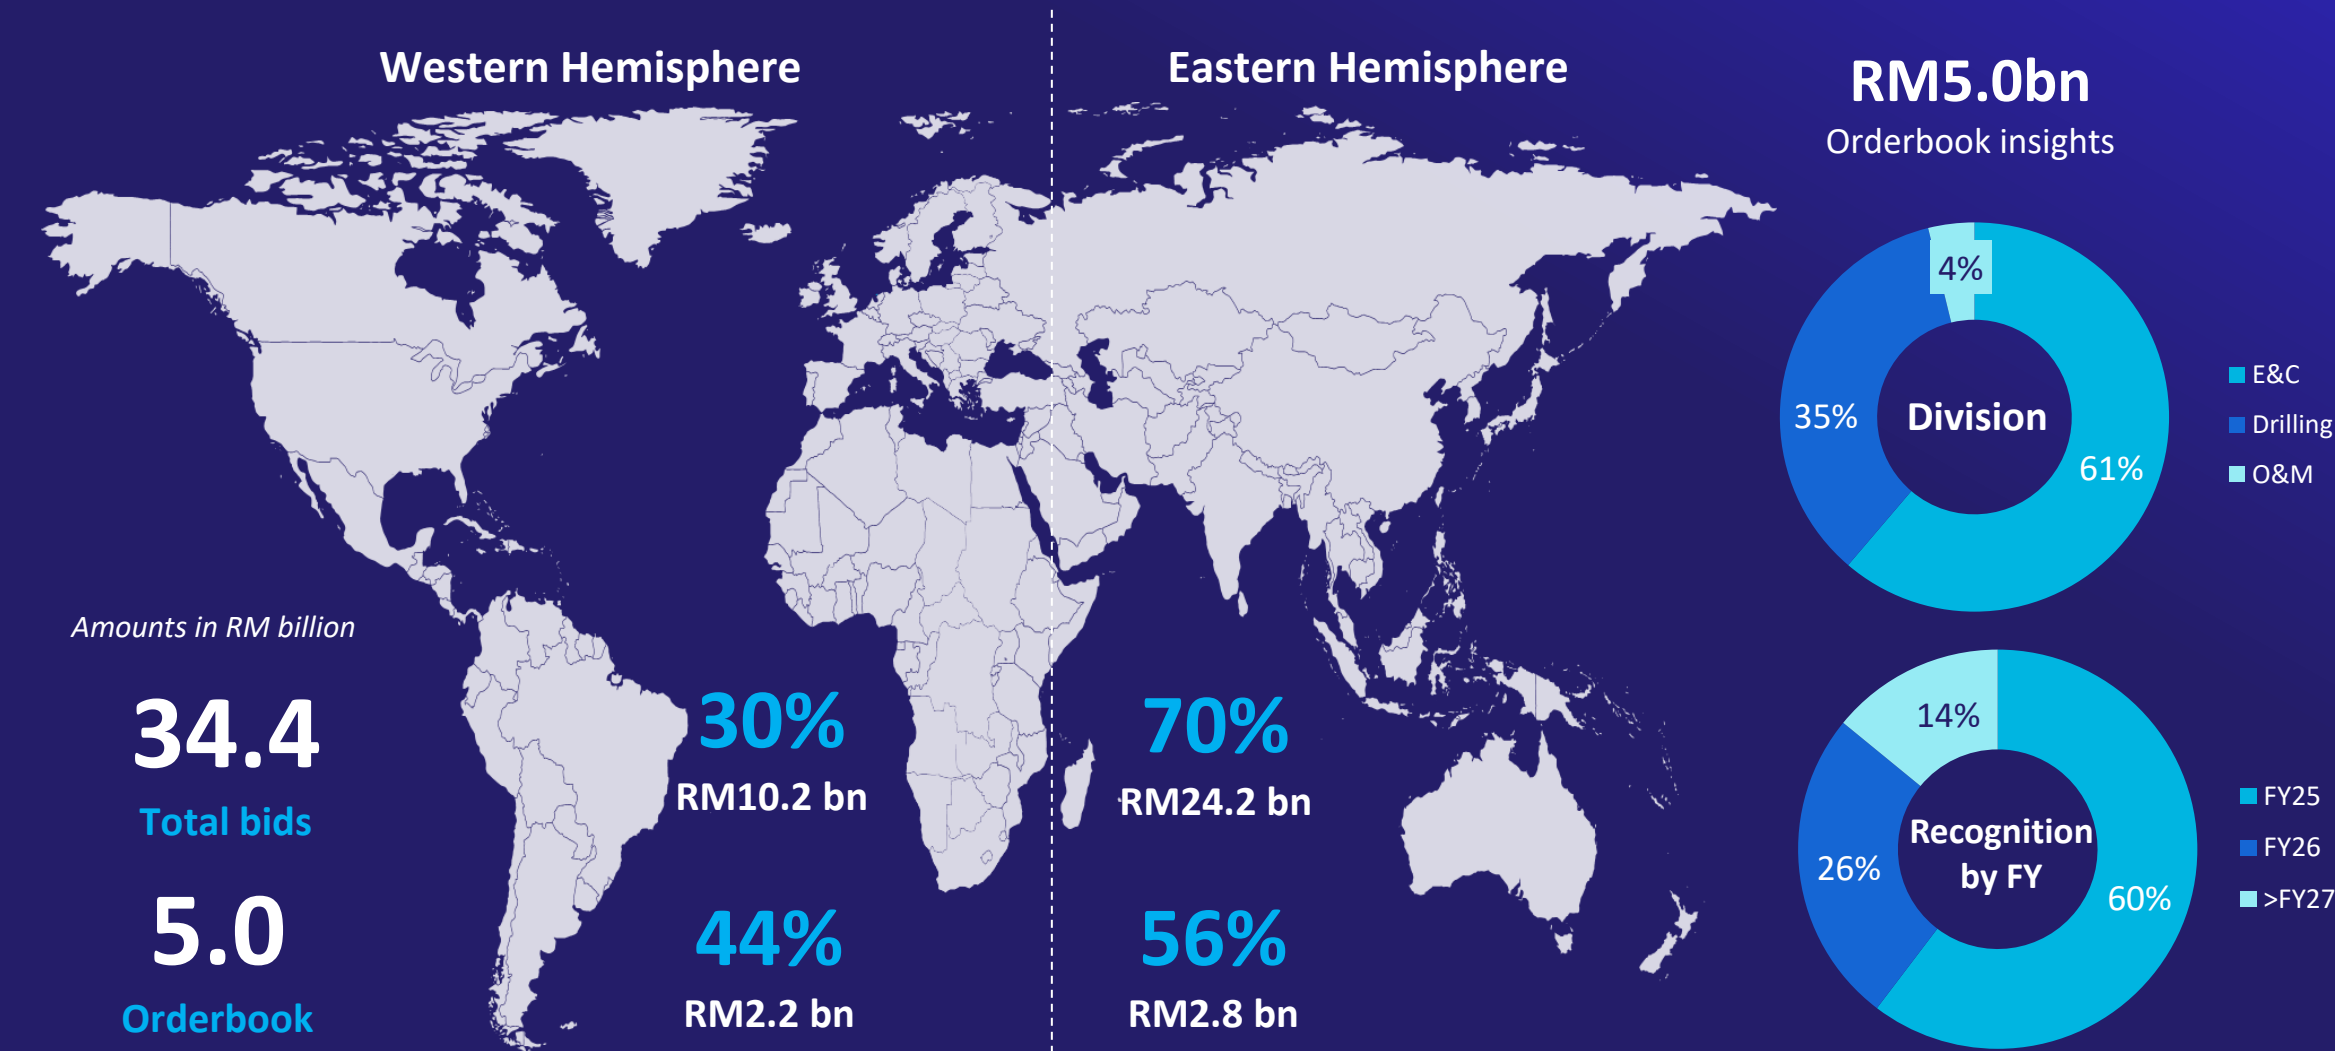 Western Hemisphere
Eastern Hemisphere
Amounts in RM billion
34.4
Total bids
30%
RM10.2 bn
70%
RM24.2 bn
5.0
Orderbook
44%
RM2.2 bn
56%
RM2.8 bn
RM5.0bn
Orderbook insights
4%
35%
61%
Division
E&C
Drilling
O&M
14%
26%
60%
Recognition
by FY
FY25
FY26
>FY27